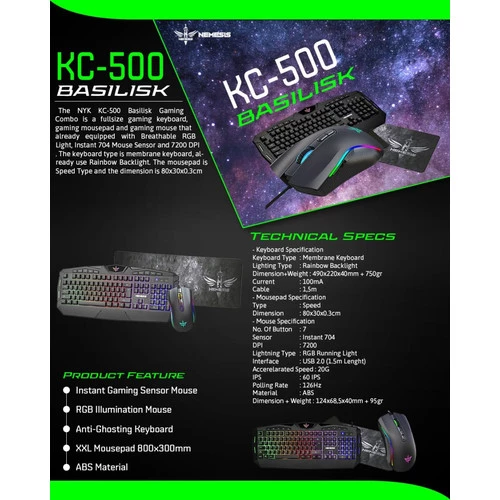 NEMESIS
KC-500
BASILISK
The NYK KC-500 Basilisk Gaming
Combo is a fullsize gaming keyboard,
gaming mousepad and gaming mouse that
already equipped with Breathable RGB
Light, Instant 704 Mouse Sensor and 7200 DPI
. The keyboard type is membrane keyboard, al-
ready use Rainbow Backlight. The mousepad is
Speed Type and the dimension is 80x30x0.3cm
KC-500
BASILISK
TECHNICAL SPECS
- Keyboard Specification
Keyboard Type : Membrane Keyboard
Lighting Type : Rainbow Backlight
Dimension+Weight : 490x220x40mm + 750gr
Current : 100mA
Cable : 1,5m
- Mousepad Specification
Type : Speed
Dimension : 80x30x0.3cm
- Mouse Specification
No. Of Button : 7
Sensor : Instant 704
DPI : 7200
Lightning Type : RGB Running Light
Interface : USB 2.0 (1.5m Lenght)
Accerelarated Speed : 20G
IPS : 60 IPS
Polling Rate : 126Hz
Material : ABS
Dimension + Weight : 124x68,5x40mm + 95gr
PRODUCT FEATURE
Instant Gaming Sensor Mouse
RGB Illumination Mouse
Anti-Ghosting Keyboard
XXL Mousepad 800x300mm
ABS Material